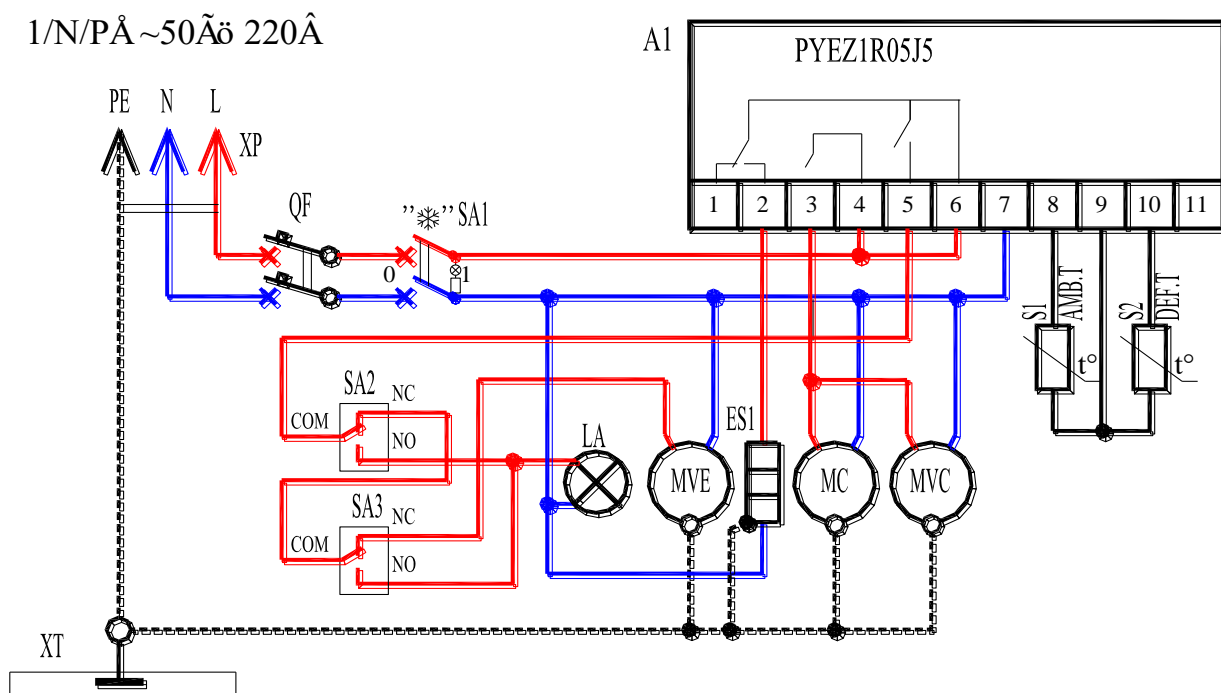 1/N/PÅ ~50Ãö 220Â
A1
PYEZ1R05J5
PE N L
XP
1 2 3 4 5 6 7 8 9 10 11
QF
"❄" SA1
0 1
S1
AMB.T
S2
DEF.T
t°
t°
SA2
NC
COM
NO
ES1
LA
MVE
MC
MVC
SA3
NC
COM
NO
XT